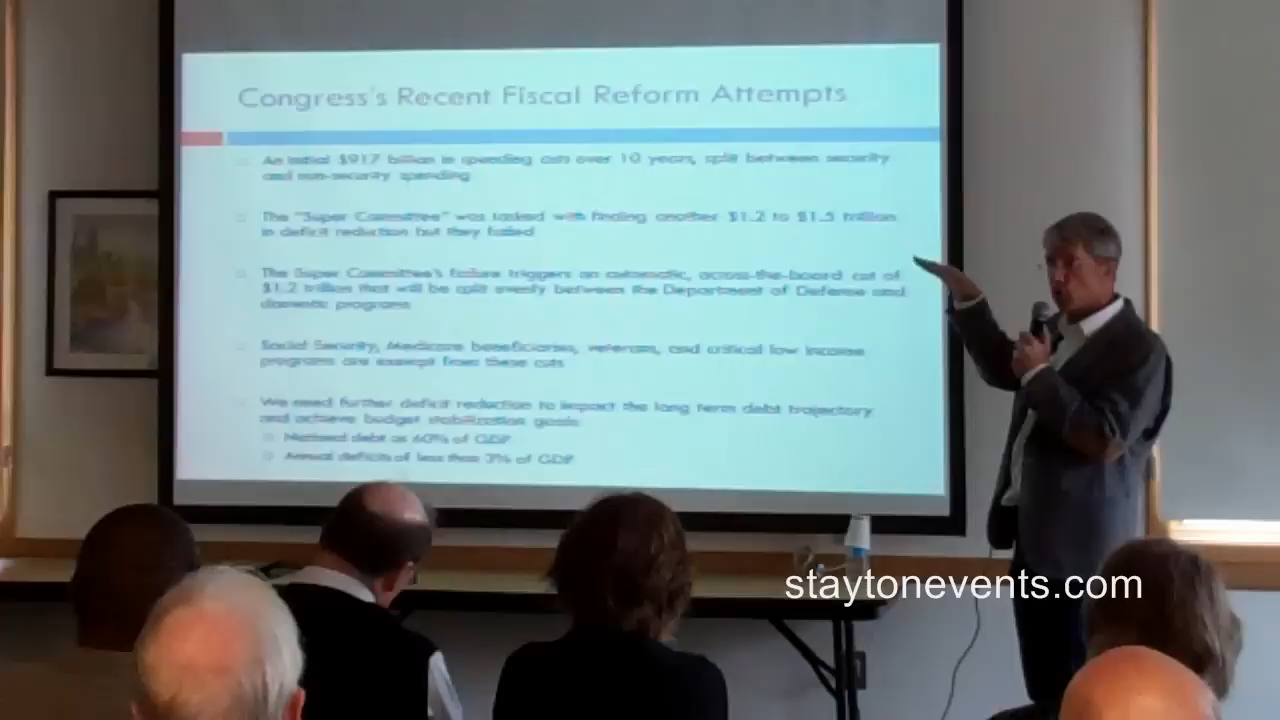 Congress's Recent Fiscal Reform Attempts
An initial $917 billion in spending cuts over 10 years, split between security
and non-security spending
The "Super Committee" was tasked with finding another $1.2 to $1.5 trillion
in deficit reduction but they failed
The Super Committee's failure triggers an automatic, across-the-board cut of
$1.2 trillion that will be split evenly between the Department of Defense and
domestic programs
Social Security, Medicare beneficiaries, veterans, and critical low income
programs are exempt from these cuts
We need further deficit reduction to impact the long term debt trajectory
and achieve budget stabilization goals
National debt as 60% of GDP
Annual deficits of less than 3% of GDP
staytonevents.com